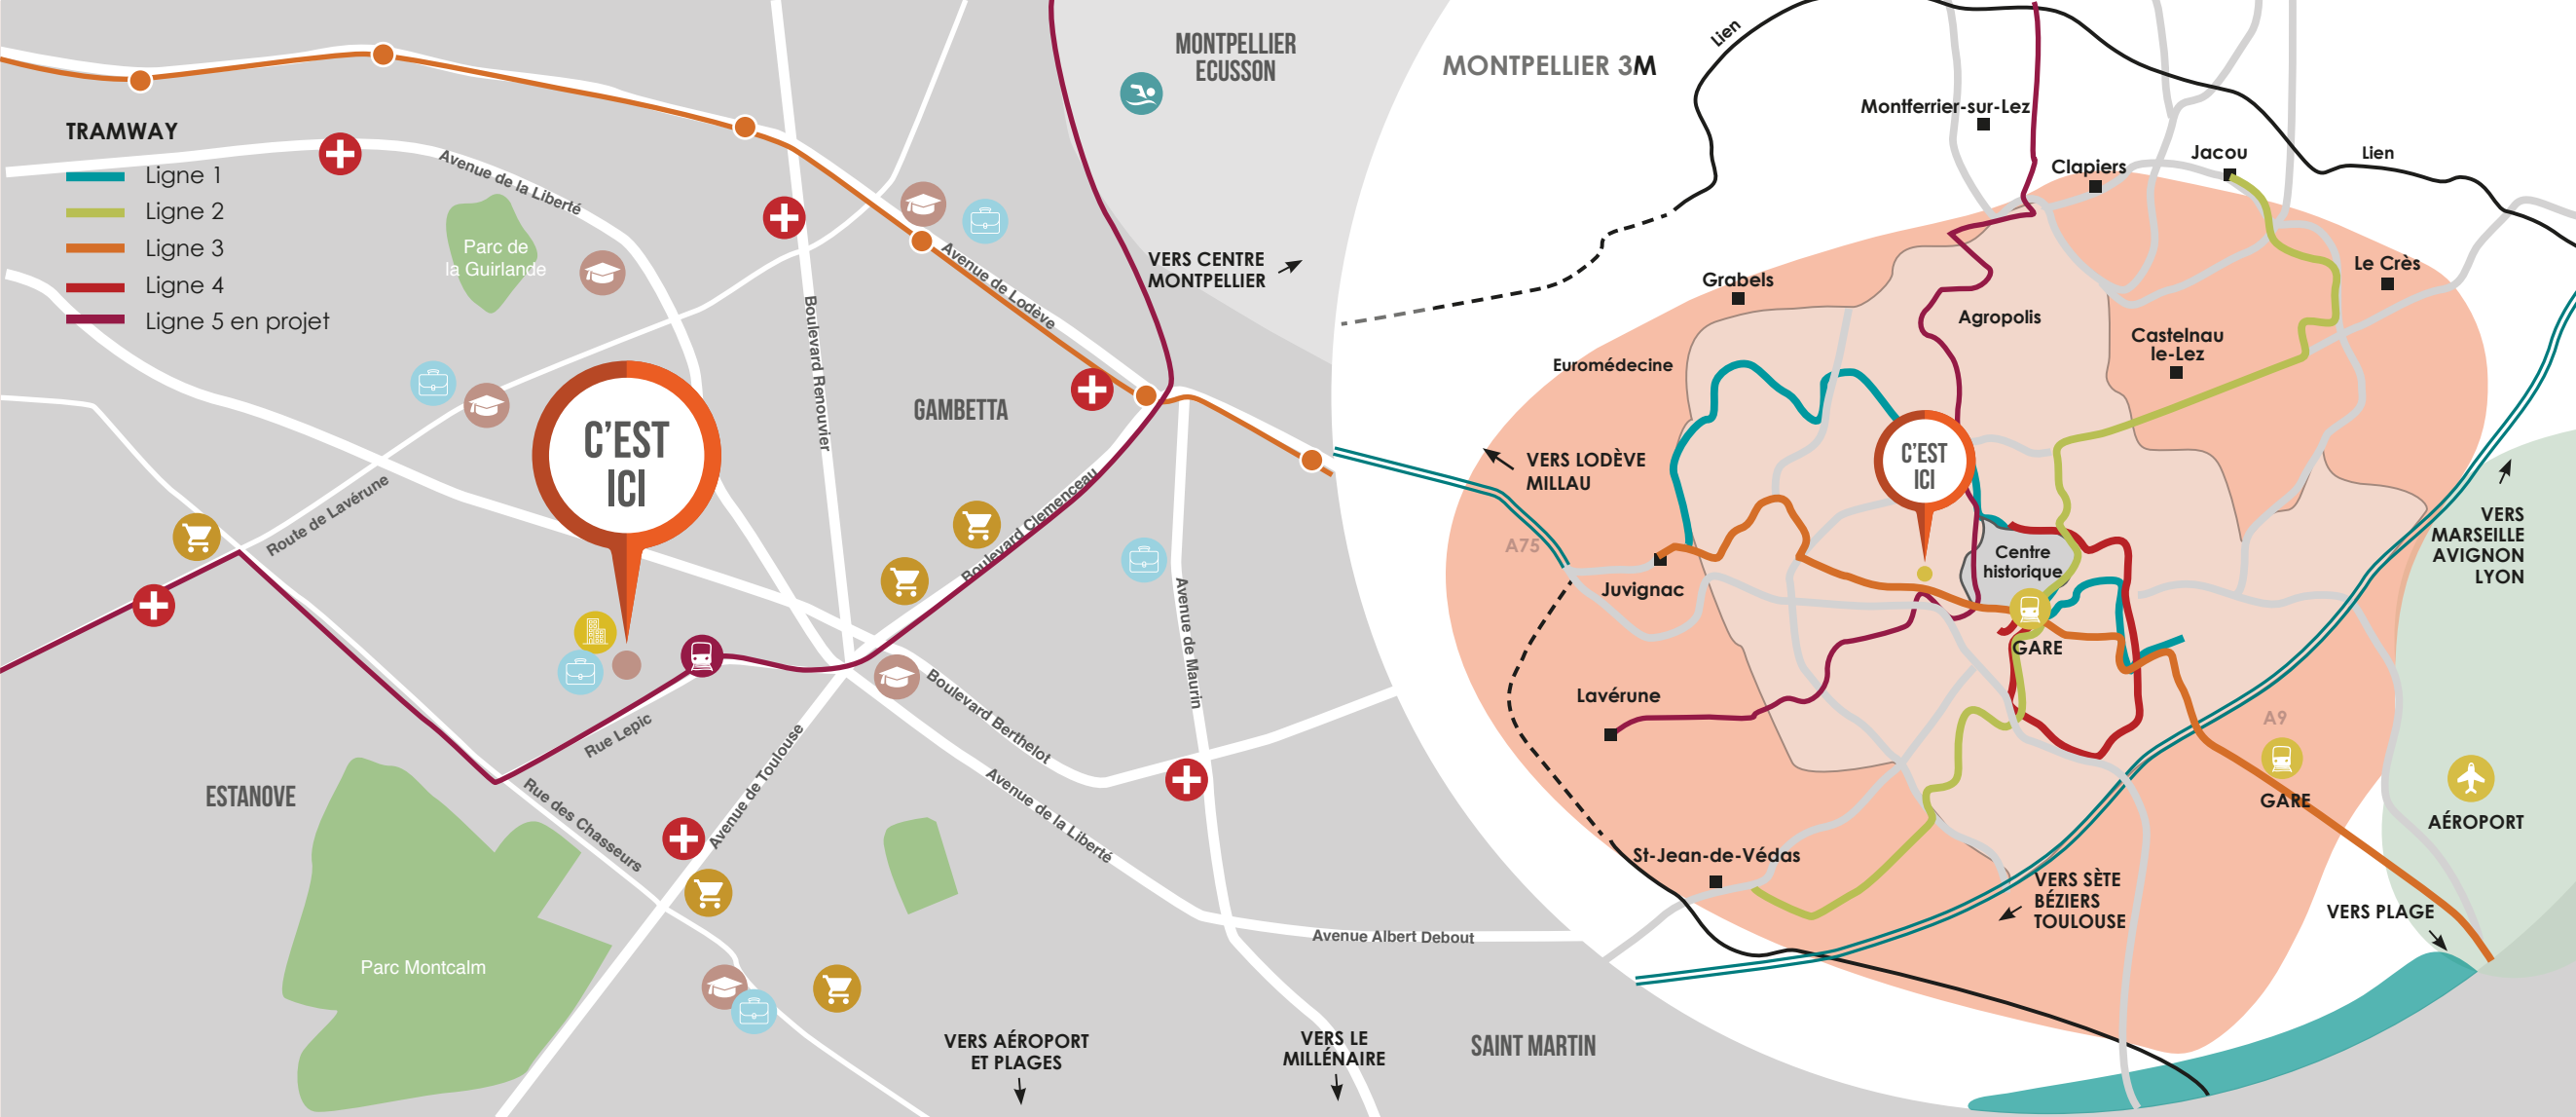 TRAMWAY
Ligne 1
Ligne 2
Ligne 3
Ligne 4
Ligne 5 en projet
Avenue de la Liberté
Parc de
la Guirlande
Boulevard Renouvier
Avenue de Lodève
MONTPELLIER
ECUSSON
VERS CENTRE
MONTPELLIER
GAMBETTA
C'EST
ICI
Route de Lavérune
Boulevard Clemenceau
Avenue de Maurin
Rue Lepic
Boulevard Berthelot
Avenue de Toulouse
Avenue de la Liberté
ESTANOVE
Rue des Chasseurs
Parc Montcalm
Avenue Albert Debout
VERS AÉROPORT
ET PLAGES
VERS LE
MILLÉNAIRE
SAINT MARTIN
MONTPELLIER 3M
Lien
Montferrier-sur-Lez
Clapiers
Jacou
Lien
Grabels
Le Crès
Agropolis
Euromédecine
Castelnau
le-Lez
C'EST
ICI
VERS LODÈVE
MILLAU
A75
Juvignac
Centre
historique
VERS
MARSEILLE
AVIGNON
LYON
GARE
Lavérune
A9
GARE
AÉROPORT
St-Jean-de-Védas
VERS SÈTE
BÉZIERS
TOULOUSE
VERS PLAGE